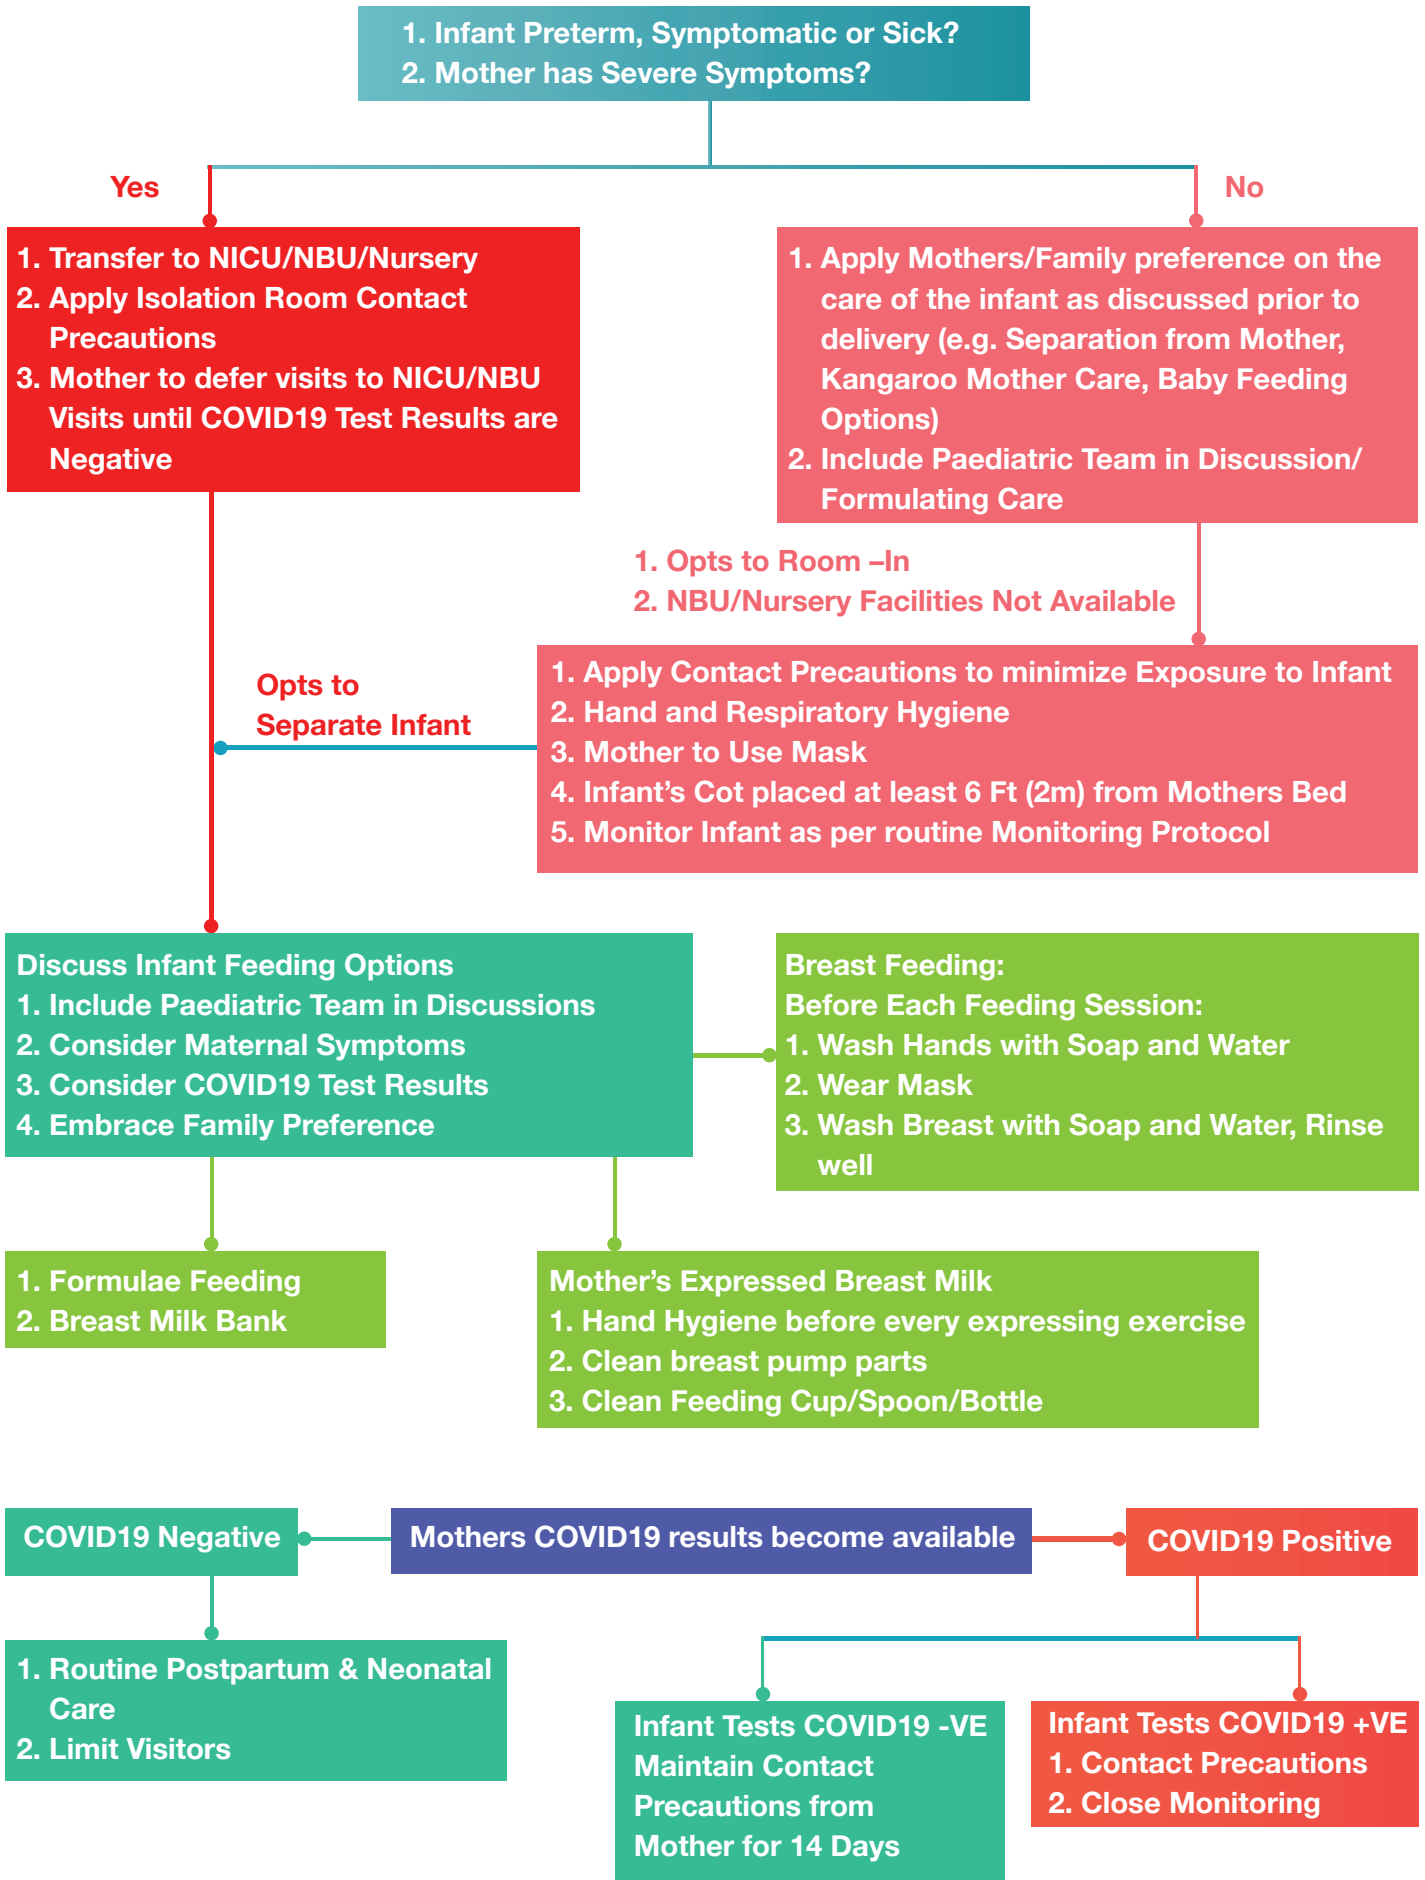 1. Infant Preterm, Symptomatic or Sick?
2. Mother has Severe Symptoms?
Yes
No
1. Transfer to NICU/NBU/Nursery
2. Apply Isolation Room Contact
Precautions
3. Mother to defer visits to NICU/NBU
Visits until COVID19 Test Results are
Negative
1. Apply Mothers/Family preference on the
care of the infant as discussed prior to
delivery (e.g. Separation from Mother,
Kangaroo Mother Care, Baby Feeding
Options)
2. Include Paediatric Team in Discussion/
Formulating Care
1. Opts to Room –In
2. NBU/Nursery Facilities Not Available
Opts to
Separate Infant
1. Apply Contact Precautions to minimize Exposure to Infant
2. Hand and Respiratory Hygiene
3. Mother to Use Mask
4. Infant’s Cot placed at least 6 Ft (2m) from Mothers Bed
5. Monitor Infant as per routine Monitoring Protocol
Discuss Infant Feeding Options
1. Include Paediatric Team in Discussions
2. Consider Maternal Symptoms
3. Consider COVID19 Test Results
4. Embrace Family Preference
Breast Feeding:
Before Each Feeding Session:
1. Wash Hands with Soap and Water
2. Wear Mask
3. Wash Breast with Soap and Water, Rinse
well
1. Formulae Feeding
2. Breast Milk Bank
Mother’s Expressed Breast Milk
1. Hand Hygiene before every expressing exercise
2. Clean breast pump parts
3. Clean Feeding Cup/Spoon/Bottle
COVID19 Negative
Mothers COVID19 results become available
COVID19 Positive
1. Routine Postpartum & Neonatal
Care
2. Limit Visitors
Infant Tests COVID19 -VE
Maintain Contact
Precautions from
Mother for 14 Days
Infant Tests COVID19 +VE
1. Contact Precautions
2. Close Monitoring